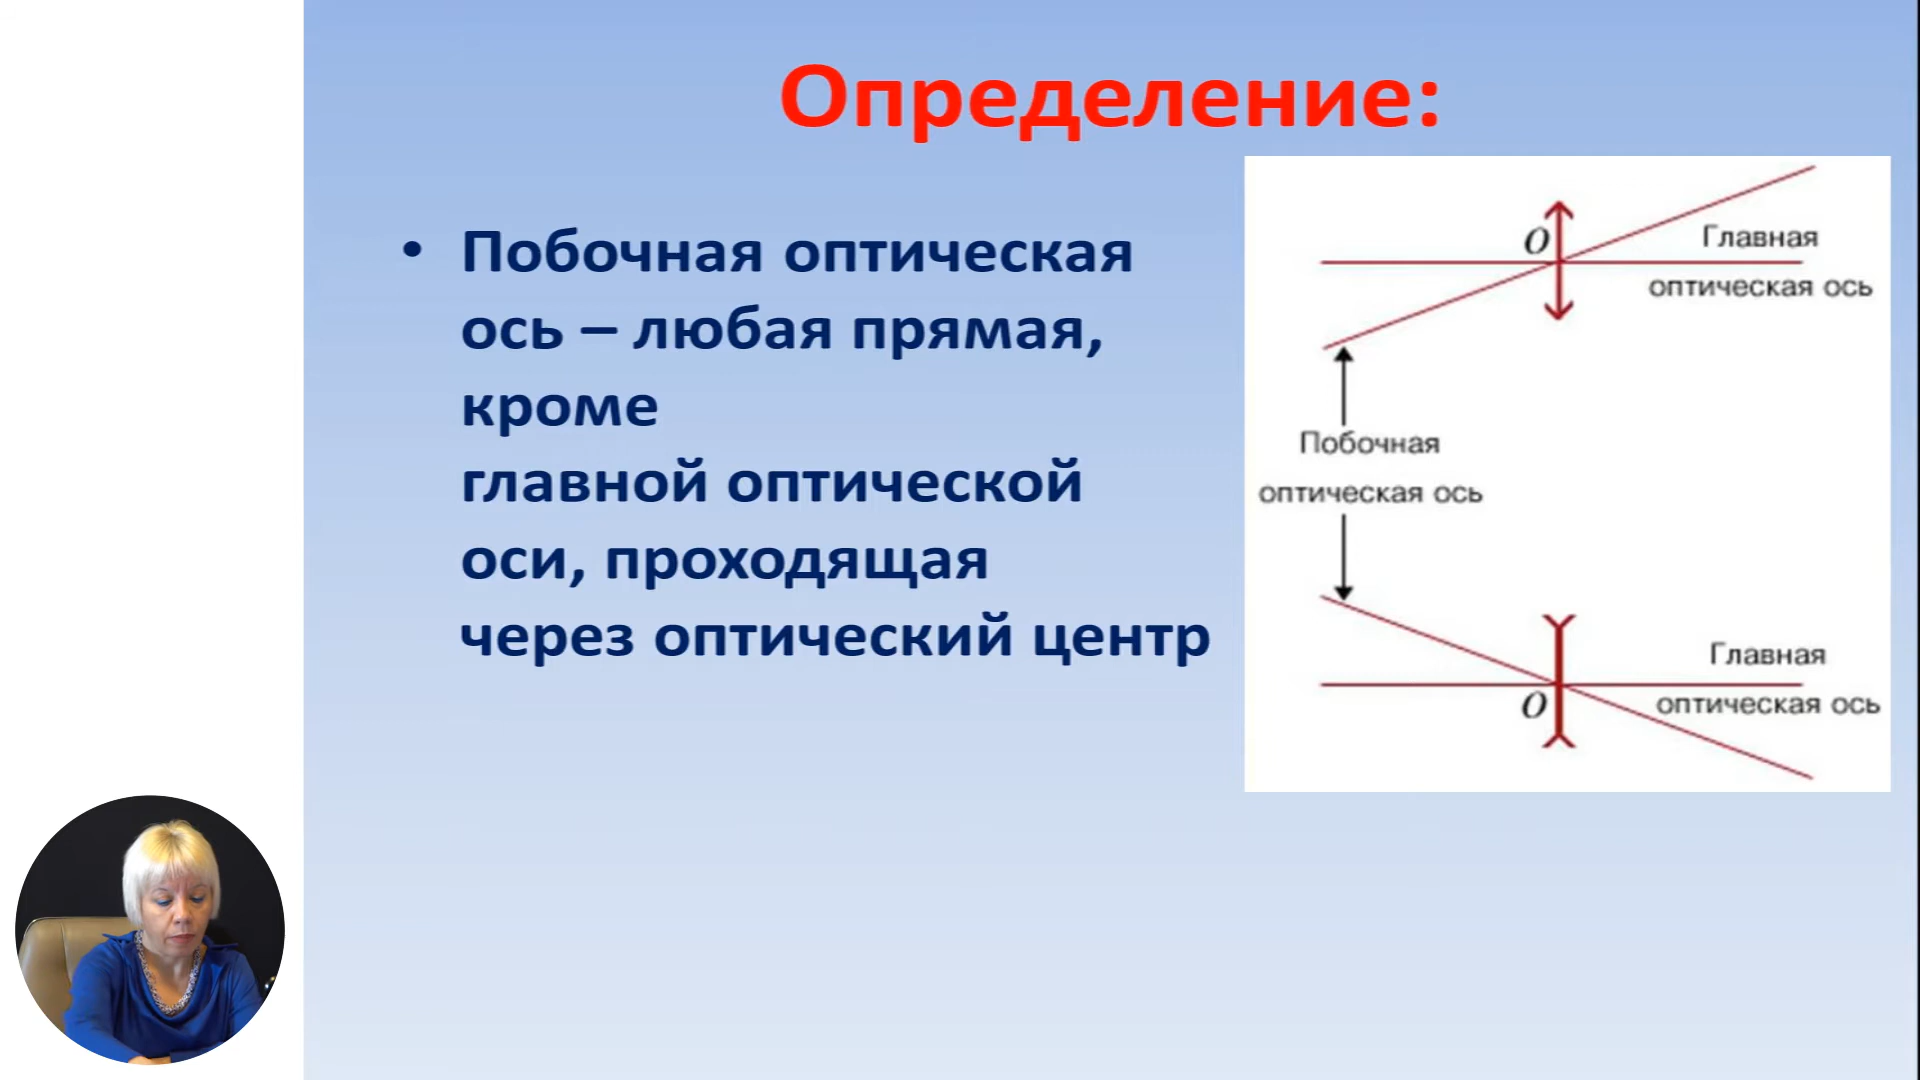 Определение:
• Побочная оптическая
ось – любая прямая,
кроме
главной оптической
оси, проходящая
через оптический центр
O
Главная
оптическая ось
Побочная
оптическая ось
Главная
оптическая ось
O